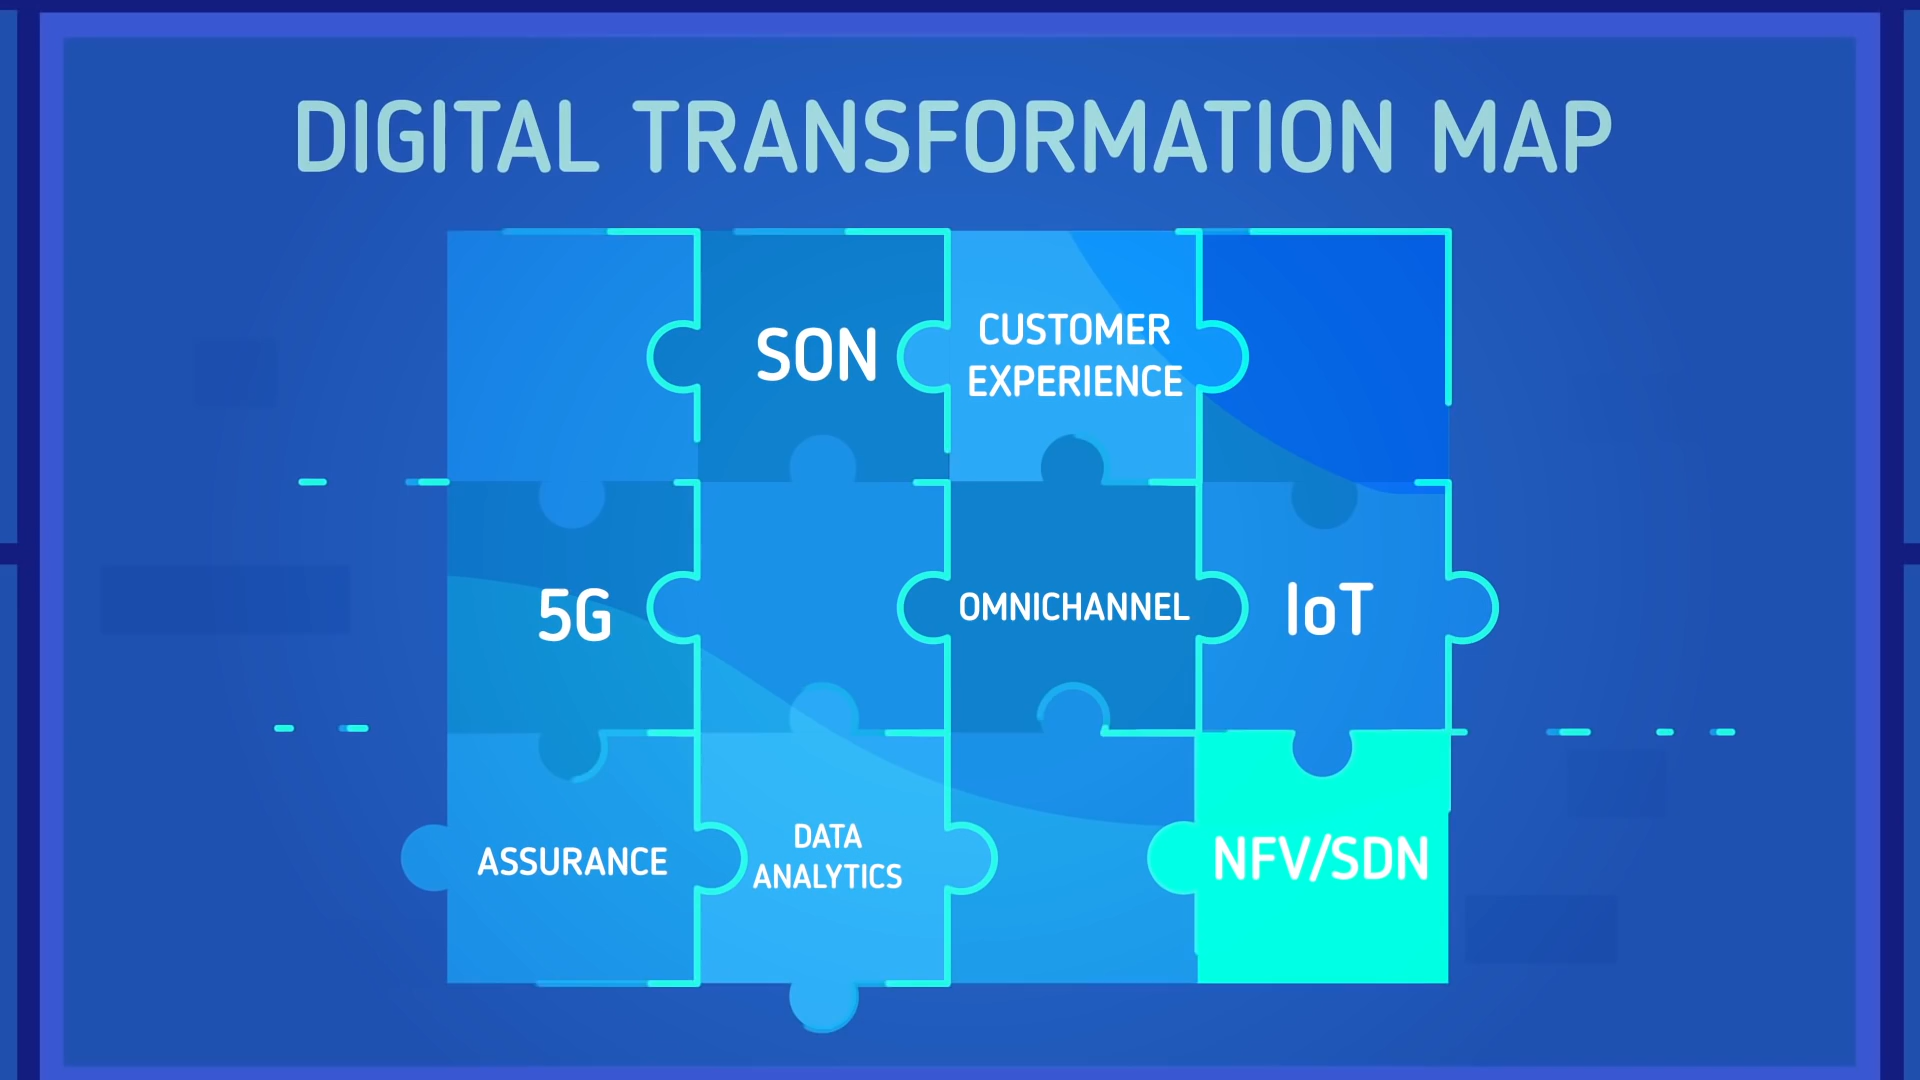 DIGITAL TRANSFORMATION MAP
SON
CUSTOMER
EXPERIENCE
5G
OMNICHANNEL
IoT
ASSURANCE
DATA
ANALYTICS
NFV/SDN